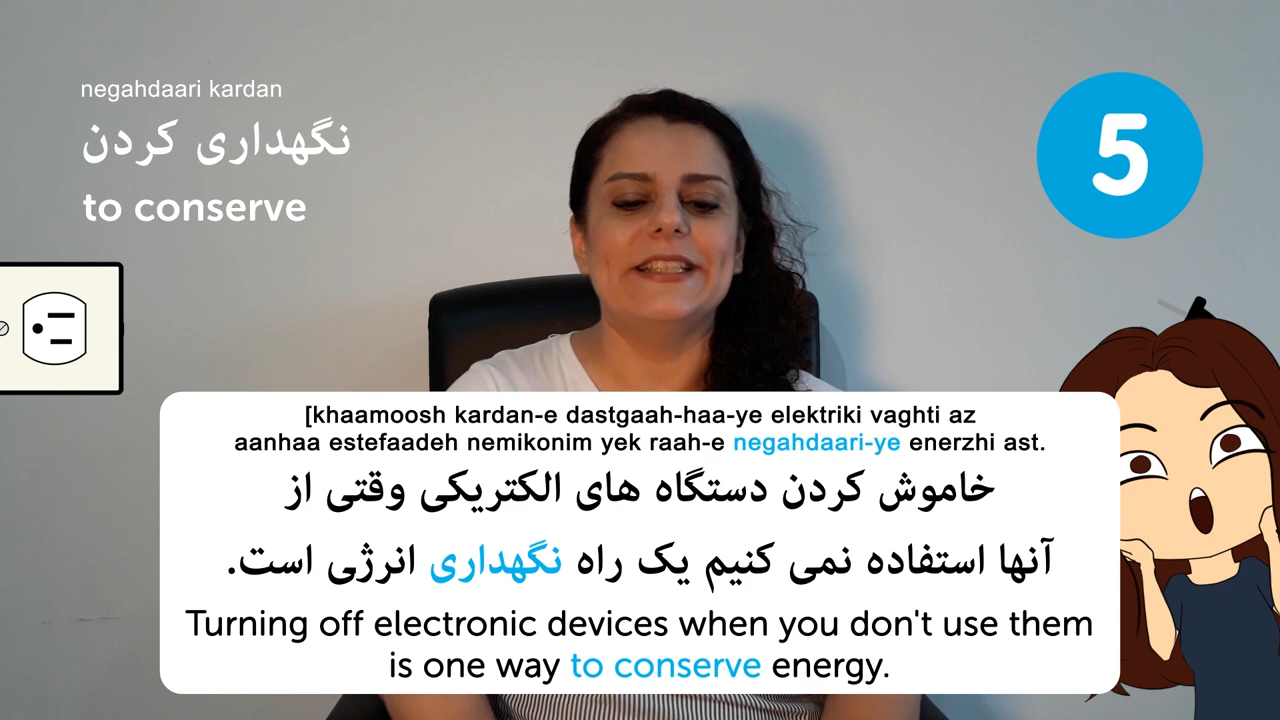 negahdaari kardan
نگهداری کردن
to conserve
5
[khaamoosh kardan-e dastgaah-haa-ye elektriki vaghti az
aanhaa estefaadeh nemikonim yek raah-e negahdaari-ye enerzhi ast.
خاموش کردن دستگاه های الکتریکی وقتی از
آنها استفاده نمی کنیم یک راه نگهداری انرژی است.
Turning off electronic devices when you don't use them
is one way to conserve energy.